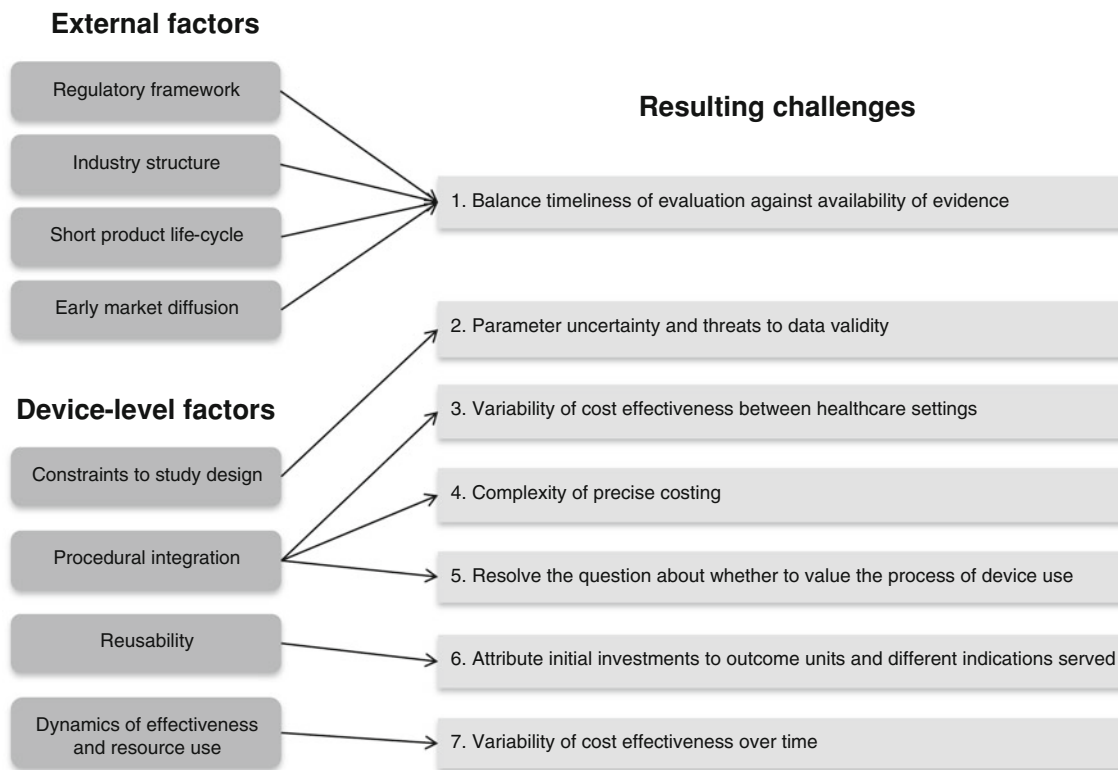 External factors
Regulatory framework
Industry structure
Short product life-cycle
Early market diffusion
Device-level factors
Constraints to study design
Procedural integration
Reusability
Dynamics of effectiveness
and resource use
Resulting challenges
1. Balance timeliness of evaluation against availability of evidence
2. Parameter uncertainty and threats to data validity
3. Variability of cost effectiveness between healthcare settings
4. Complexity of precise costing
5. Resolve the question about whether to value the process of device use
6. Attribute initial investments to outcome units and different indications served
7. Variability of cost effectiveness over time